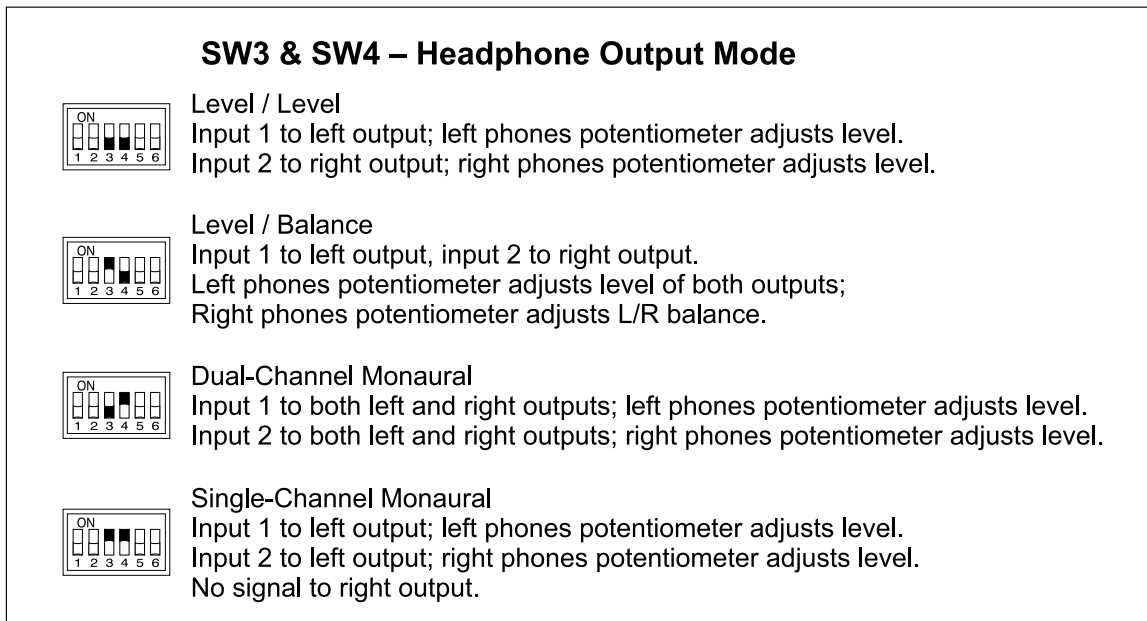 SW3 & SW4 – Headphone Output Mode
ON
1 2 3 4 5 6
Level / Level
Input 1 to left output; left phones potentiometer adjusts level.
Input 2 to right output; right phones potentiometer adjusts level.
ON
1 2 3 4 5 6
Level / Balance
Input 1 to left output, input 2 to right output.
Left phones potentiometer adjusts level of both outputs;
Right phones potentiometer adjusts L/R balance.
ON
1 2 3 4 5 6
Dual-Channel Monaural
Input 1 to both left and right outputs; left phones potentiometer adjusts level.
Input 2 to both left and right outputs; right phones potentiometer adjusts level.
ON
1 2 3 4 5 6
Single-Channel Monaural
Input 1 to left output; left phones potentiometer adjusts level.
Input 2 to left output; right phones potentiometer adjusts level.
No signal to right output.